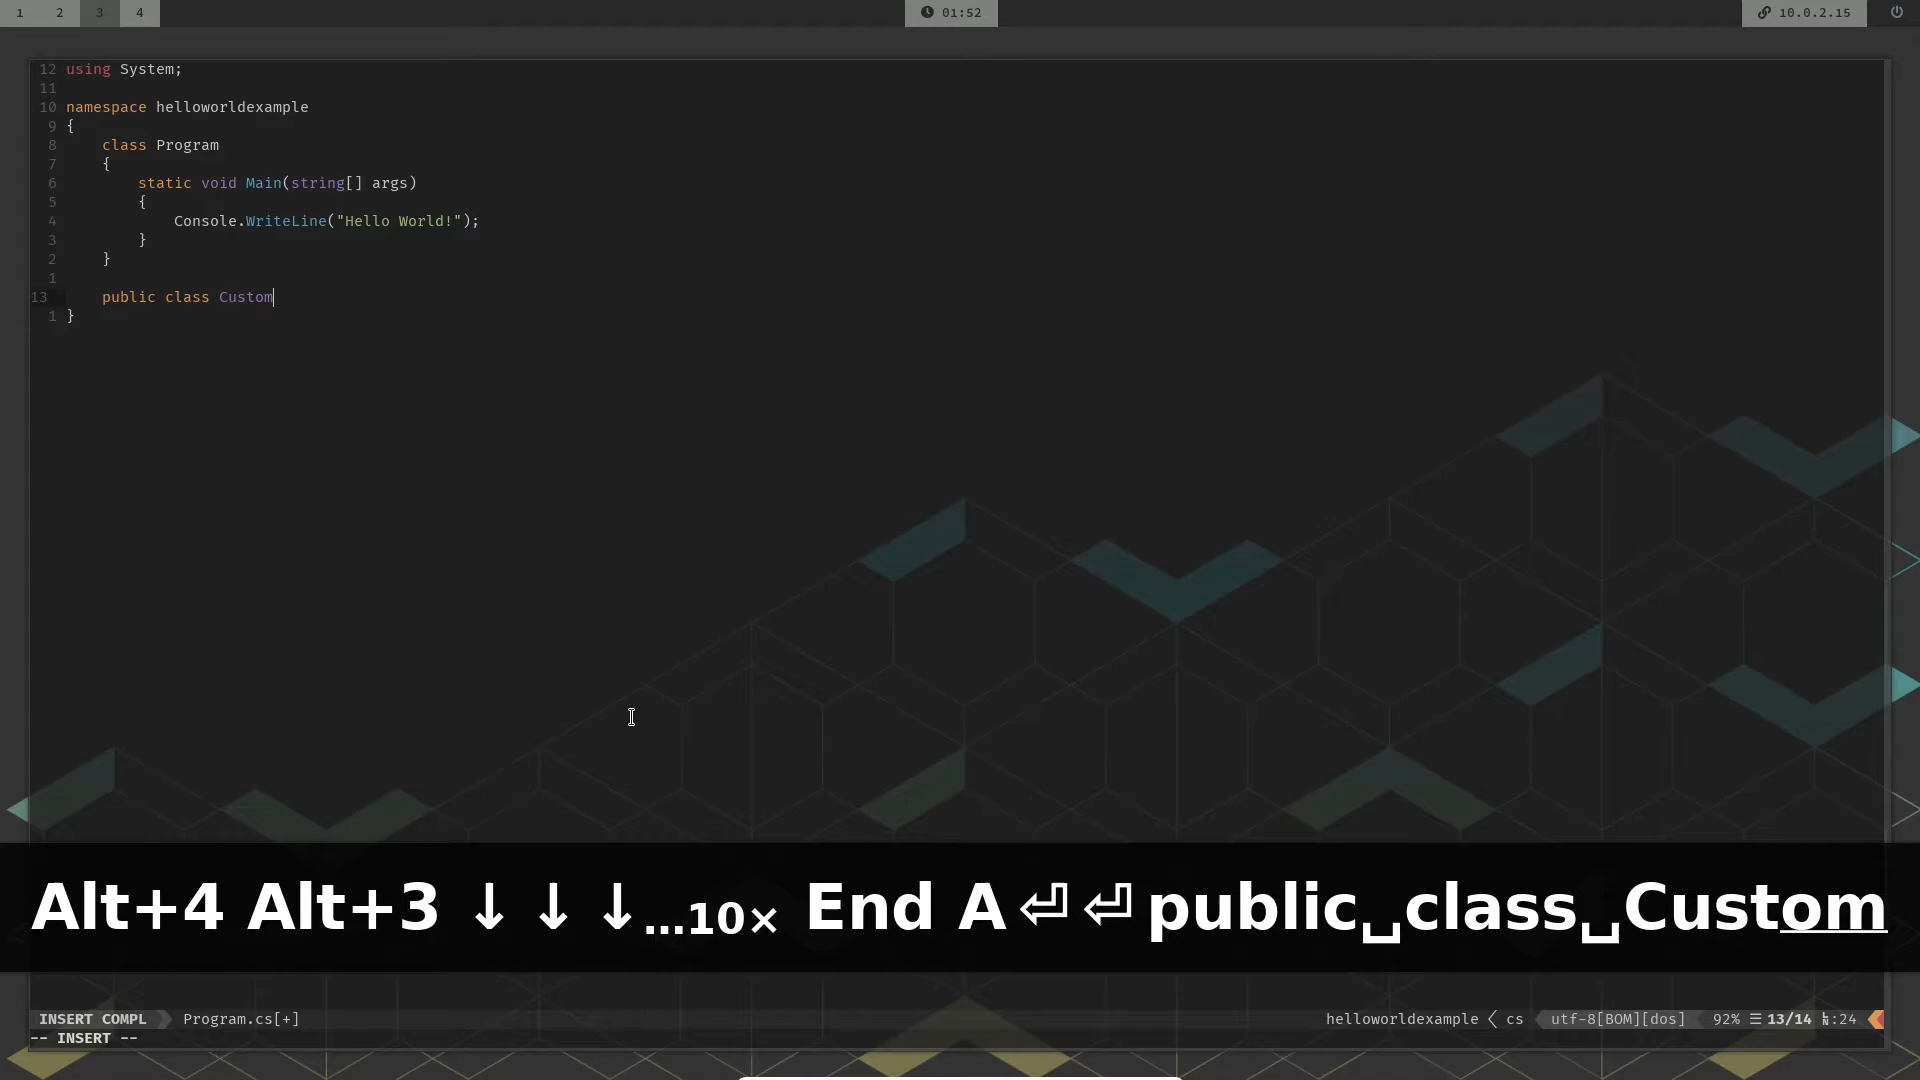 1 2 3 4 01:52 10.0.2.15
12 using System;
11
10 namespace helloworldexample
9 {
8 class Program
7 {
6 static void Main(string[] args)
5 {
4 Console.WriteLine("Hello World!");
3 }
2 }
1
13 public class Custom
1 }
Alt+4 Alt+3 ↓ ↓ ↓…10× End A⏎⏎public␣class␣Custom
INSERT COMPL Program.cs[+] helloworldexample < cs utf-8[BOM][dos] 92% ☰ 13/14 ㏑:24
-- INSERT --